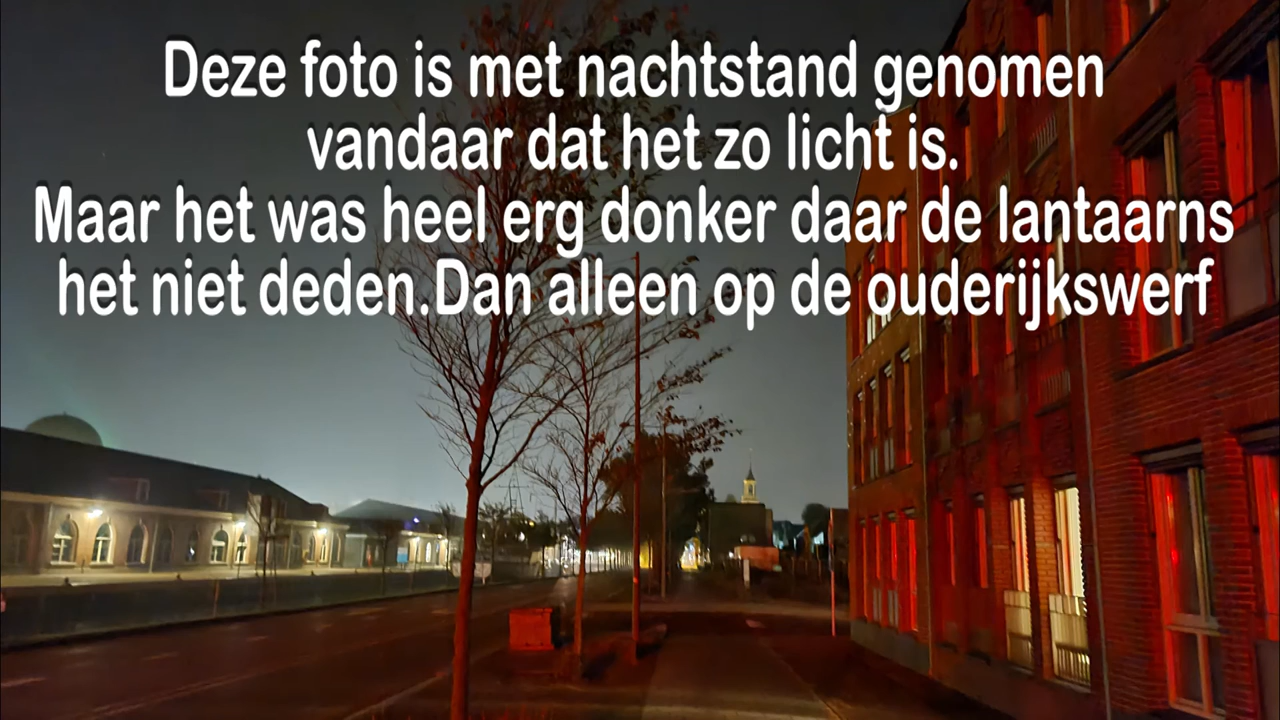 Deze foto is met nachtstand genomen
vandaar dat het zo licht is.
Maar het was heel erg donker daar de lantaarns
het niet deden.Dan alleen op de ouderijkswerf